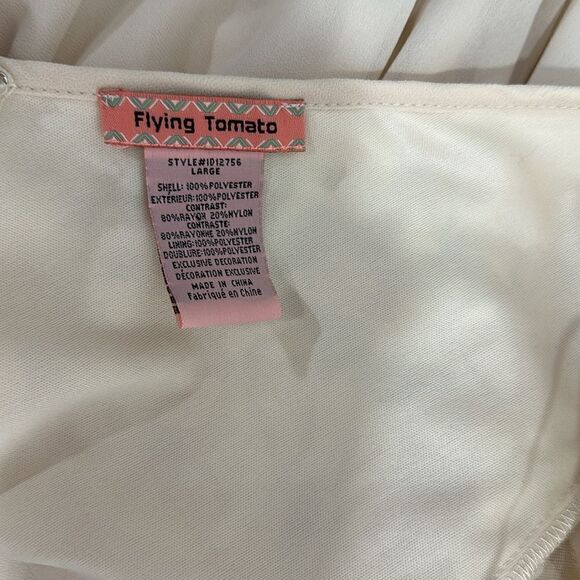 Flying Tomato
STYLE#ID12756
LARGE
SHELL: 100%POLYESTER
EXTERIEUR:100%POLYESTER
CONTRAST:
80%RAYON 20%NYLON
CONTRASTE:
80%RAYONNE 20%NYLON
LINING:100%POLYESTER
DOUBLURE:100%POLYESTER
EXCLUSIVE DECORATION
DÉCORATION EXCLUSIVE
MADE IN CHINA
Fabriqué en Chine